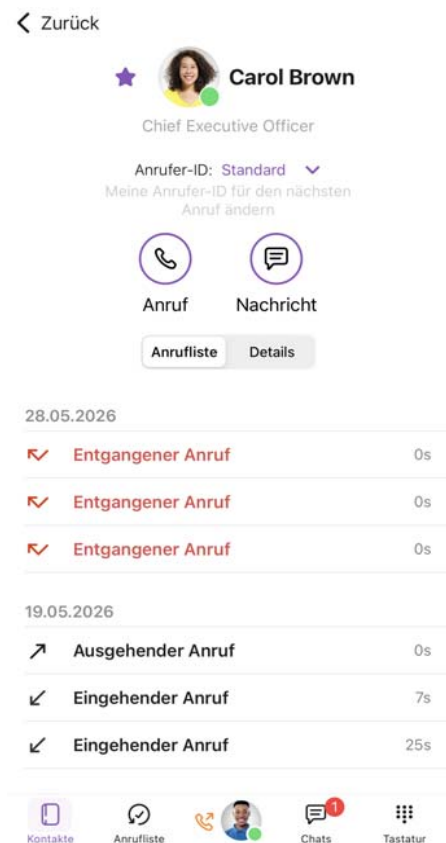 Zurück
Carol Brown
Chief Executive Officer
Anrufer-ID: Standard
Meine Anrufer-ID für den nächsten
Anruf ändern
Anruf Nachricht
Anrufliste Details
28.05.2026
Entgangener Anruf 0s
Entgangener Anruf 0s
Entgangener Anruf 0s
19.05.2026
Ausgehender Anruf 0s
Eingehender Anruf 7s
Eingehender Anruf 25s
1
Kontakte Anrufliste Chats Tastatur